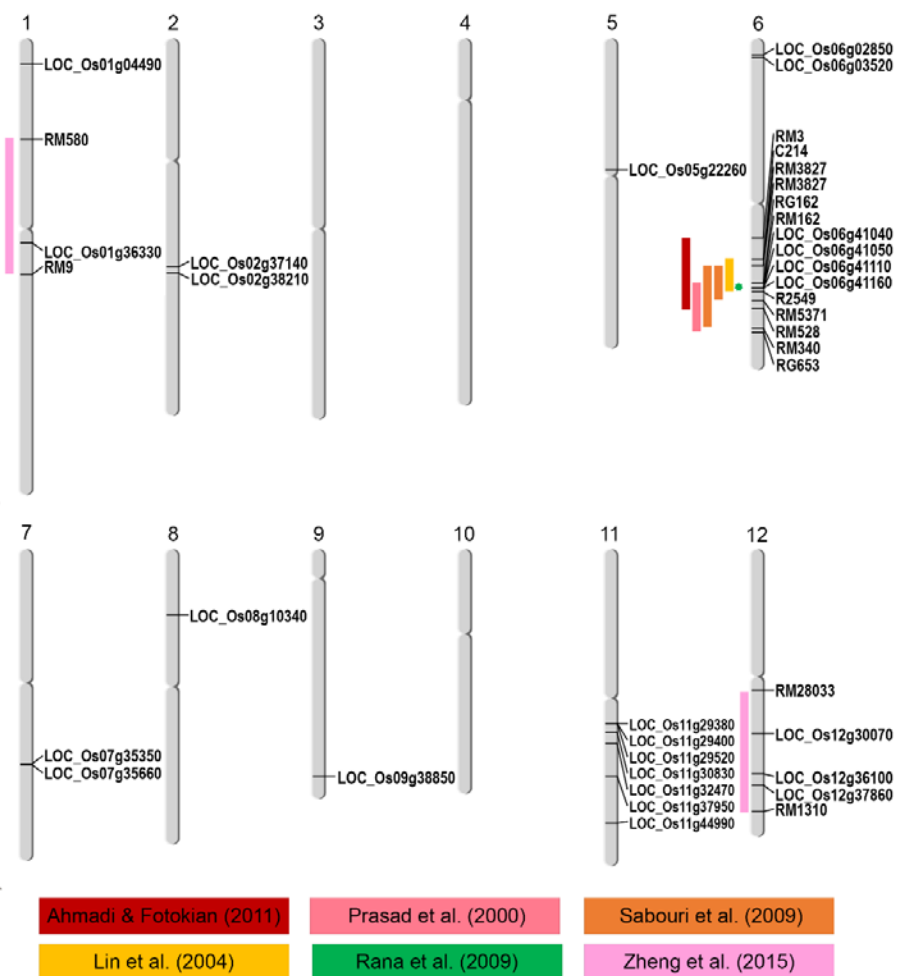 1 2 3 4 5 6
LOC_Os01g04490
RM580
LOC_Os01g36330
RM9
LOC_Os02g37140
LOC_Os02g38210
LOC_Os05g22260
LOC_Os06g02850
LOC_Os06g03520
RM3
C214
RM3827
RM3827
RG162
RM162
LOC_Os06g41040
LOC_Os06g41050
LOC_Os06g41110
LOC_Os06g41160
R2549
RM5371
RM528
RM340
RG653
7 8 9 10 11 12
LOC_Os07g35350
LOC_Os07g35660
LOC_Os08g10340
LOC_Os09g38850
LOC_Os11g29380
LOC_Os11g29400
LOC_Os11g29520
LOC_Os11g30830
LOC_Os11g32470
LOC_Os11g37950
LOC_Os11g44990
RM28033
LOC_Os12g30070
LOC_Os12g36100
LOC_Os12g37860
RM1310
Ahmadi & Fotokian (2011) Prasad et al. (2000) Sabouri et al. (2009)
Lin et al. (2004) Rana et al. (2009) Zheng et al. (2015)